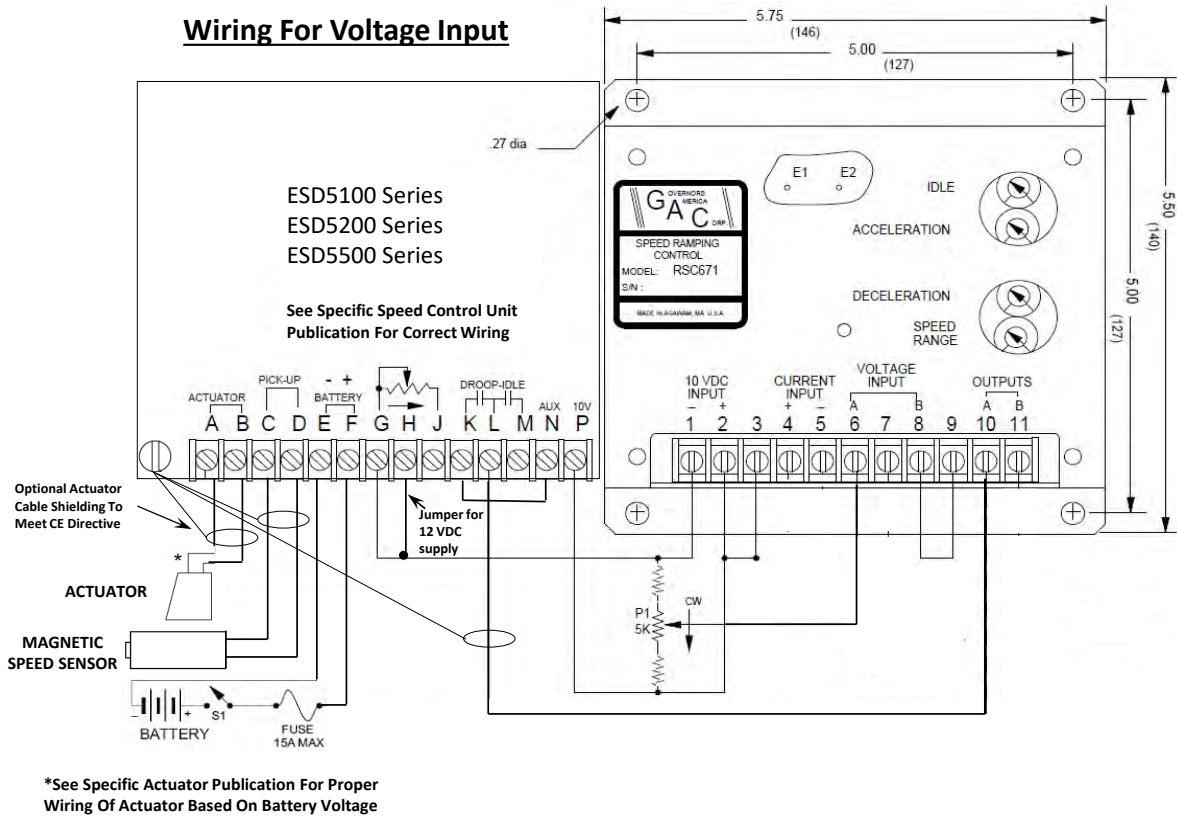 Wiring For Voltage Input
5.75
(146)
5.00
(127)
.27 dia
ESD5100 Series
ESD5200 Series
ESD5500 Series
See Specific Speed Control Unit
Publication For Correct Wiring
E1 E2
IDLE
ACCELERATION
DECELERATION
SPEED
RANGE
5.50
(140)
5.00
(127)
GOVERNORS
AMERICA
CORP.
SPEED RAMPING
CONTROL
MODEL: RSC671
S/N :
MADE IN AGAWAM, MA U.S.A.
ACTUATOR
PICK-UP
- +
BATTERY
DROOP-IDLE
AUX
10V
A B C D E F G H J K L M N P
10 VDC
INPUT
– +
CURRENT
INPUT
+ –
VOLTAGE
INPUT
A B
OUTPUTS
A B
1 2 3 4 5 6 7 8 9 10 11
Optional Actuator
Cable Shielding To
Meet CE Directive
*
ACTUATOR
MAGNETIC
SPEED SENSOR
Jumper for
12 VDC
supply
P1
5K
CW
– +
BATTERY
S1
FUSE
15A MAX
*See Specific Actuator Publication For Proper
Wiring Of Actuator Based On Battery Voltage